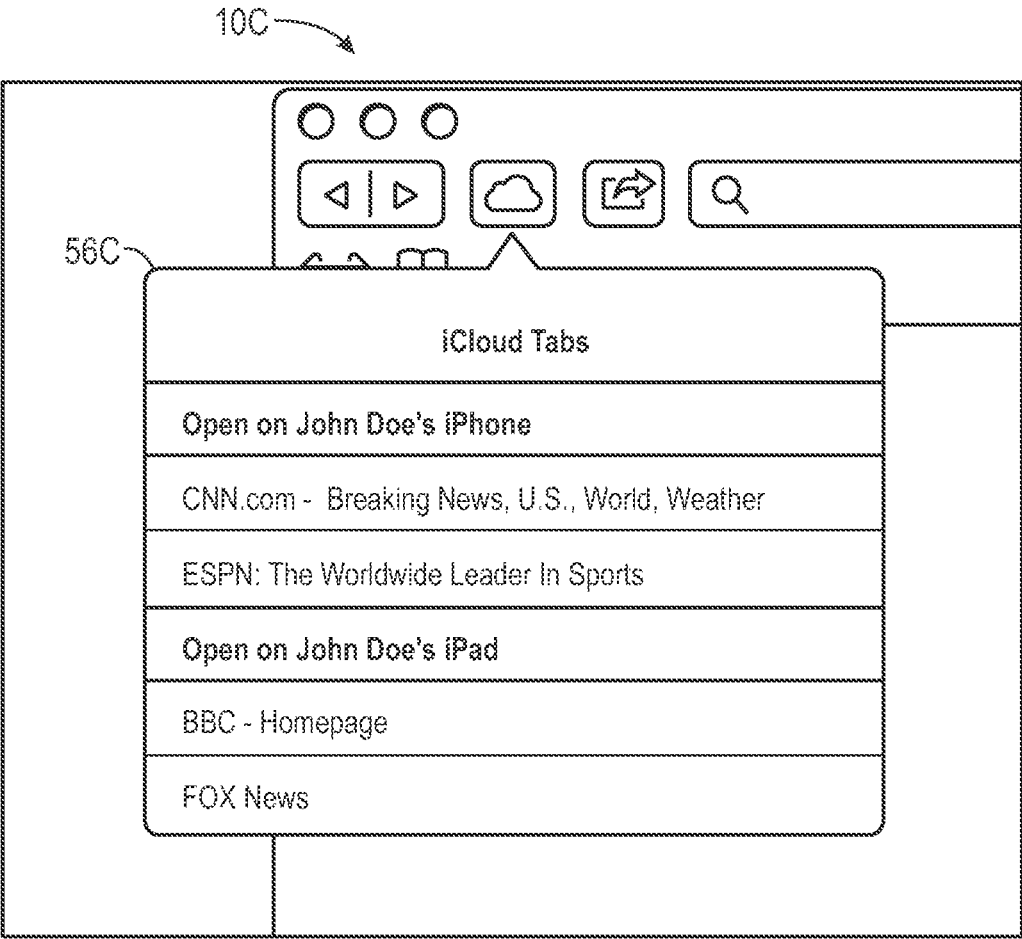 10C
56C
iCloud Tabs
Open on John Doe's iPhone
CNN.com - Breaking News, U.S., World, Weather
ESPN: The Worldwide Leader In Sports
Open on John Doe's iPad
BBC - Homepage
FOX News